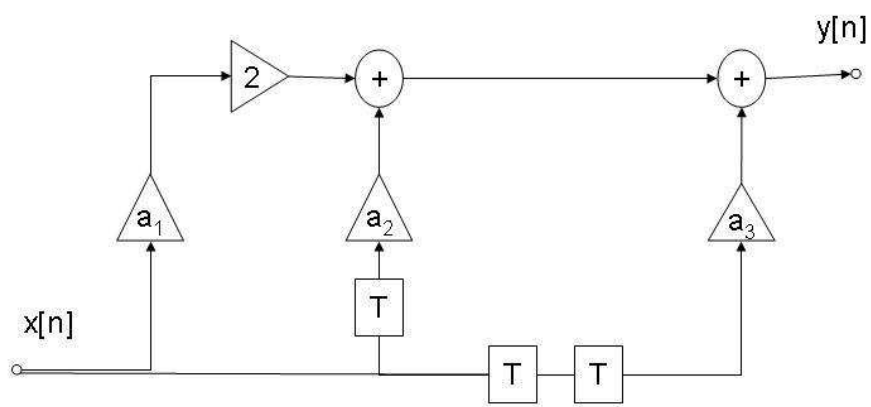 y[n]
2
+
+
a₁
a₂
a₃
T
x[n]
T
T